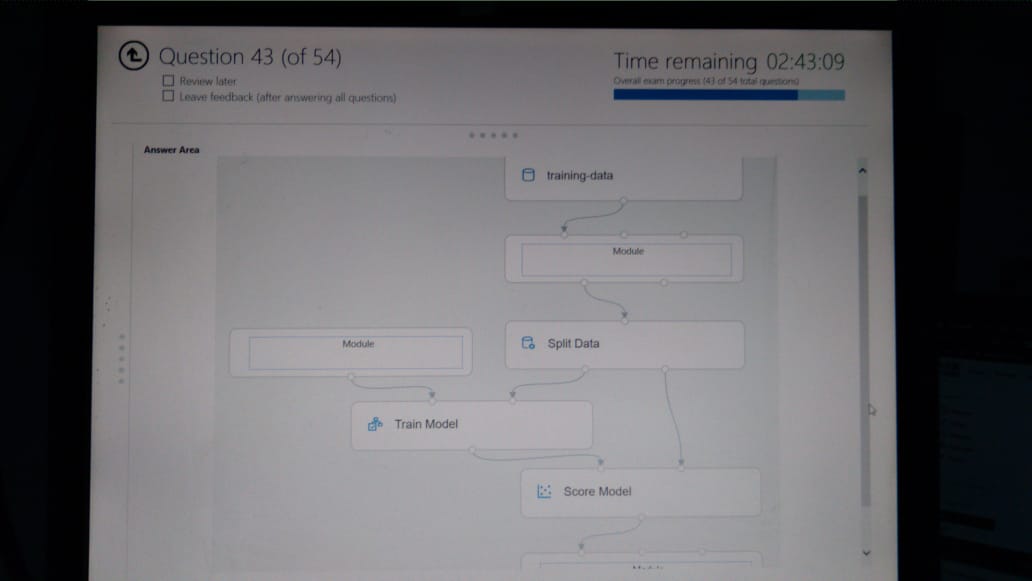 Question 43 (of 54)
Review later
Leave feedback (after answering all questions)
Time remaining 02:43:09
Overall exam progress (43 of 54 total questions)
Answer Area
training-data
Module
Split Data
Module
Train Model
Score Model